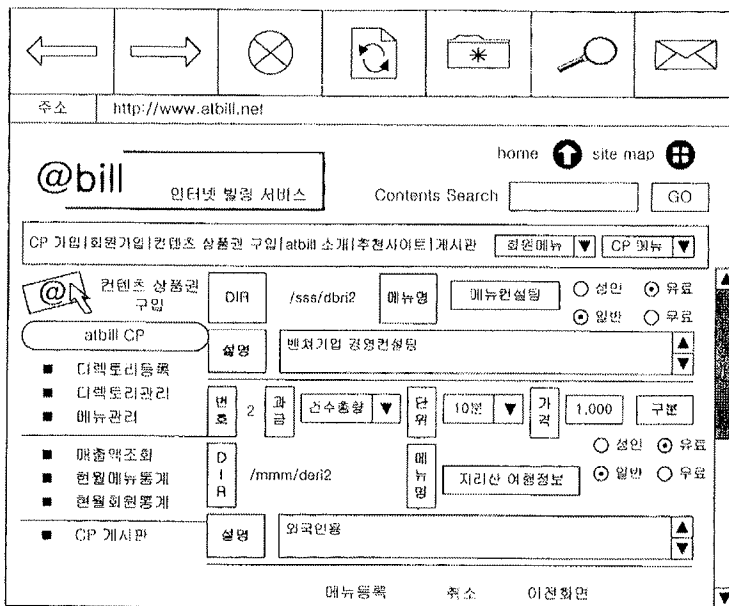 주소 http://www.atbill.net
home site map
@bill 인터넷 빌링 서비스
Contents Search GO
CP 가입|회원가입|컨텐츠 상품권 구입|atbill 소개|추천사이트|게시판 회원메뉴 CP 메뉴
@ 컨텐츠 상품권 구입
atbill CP
디렉토리등록
디렉토리관리
메뉴관리
매출액조회
현월메뉴통계
현월회원통계
CP 게시판
DIR /sss/dbri2 메뉴명 메뉴컨설팅 성인 유료
일반 무료
설명 벤쳐기업 경영컨설팅
번호 2 과금 건수총량 단위 10분 가격 1,000 구분
성인 유료
DIR /mmm/deri2 메뉴명 지리산 여행정보 일반 무료
설명 외국인용
메뉴등록 취소 이전화면